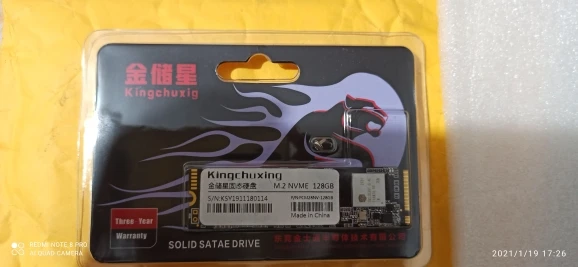 金储星
Kingchuxig
Kingchuxing
金储星固态硬盘
M.2 NVME 128GB
S/N:KSY1911180114
Made in China
Three Year
Warranty
SOLID SATAE DRIVE
REDMI NOTE 8 PRO
AI QUAD CAMERA
2021/1/19 17:26